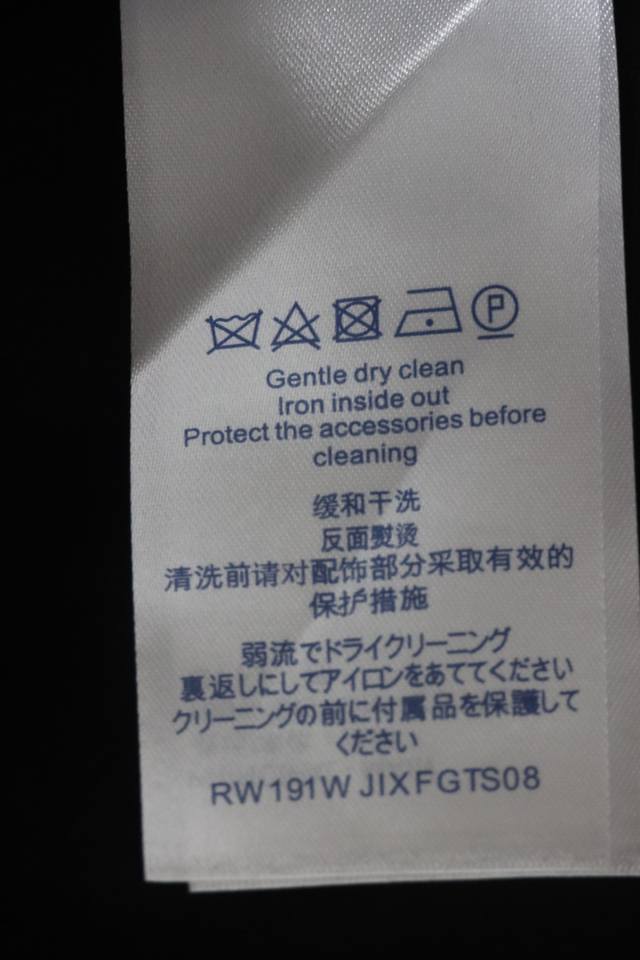 P
Gentle dry clean
Iron inside out
Protect the accessories before
cleaning
缓和干洗
反面熨烫
清洗前请对配饰部分采取有效的
保护措施
弱流でドライクリーニング
裏返しにしてアイロンをあててください
クリーニングの前に付属品を保護して
ください
RW191W JIXFGTS08